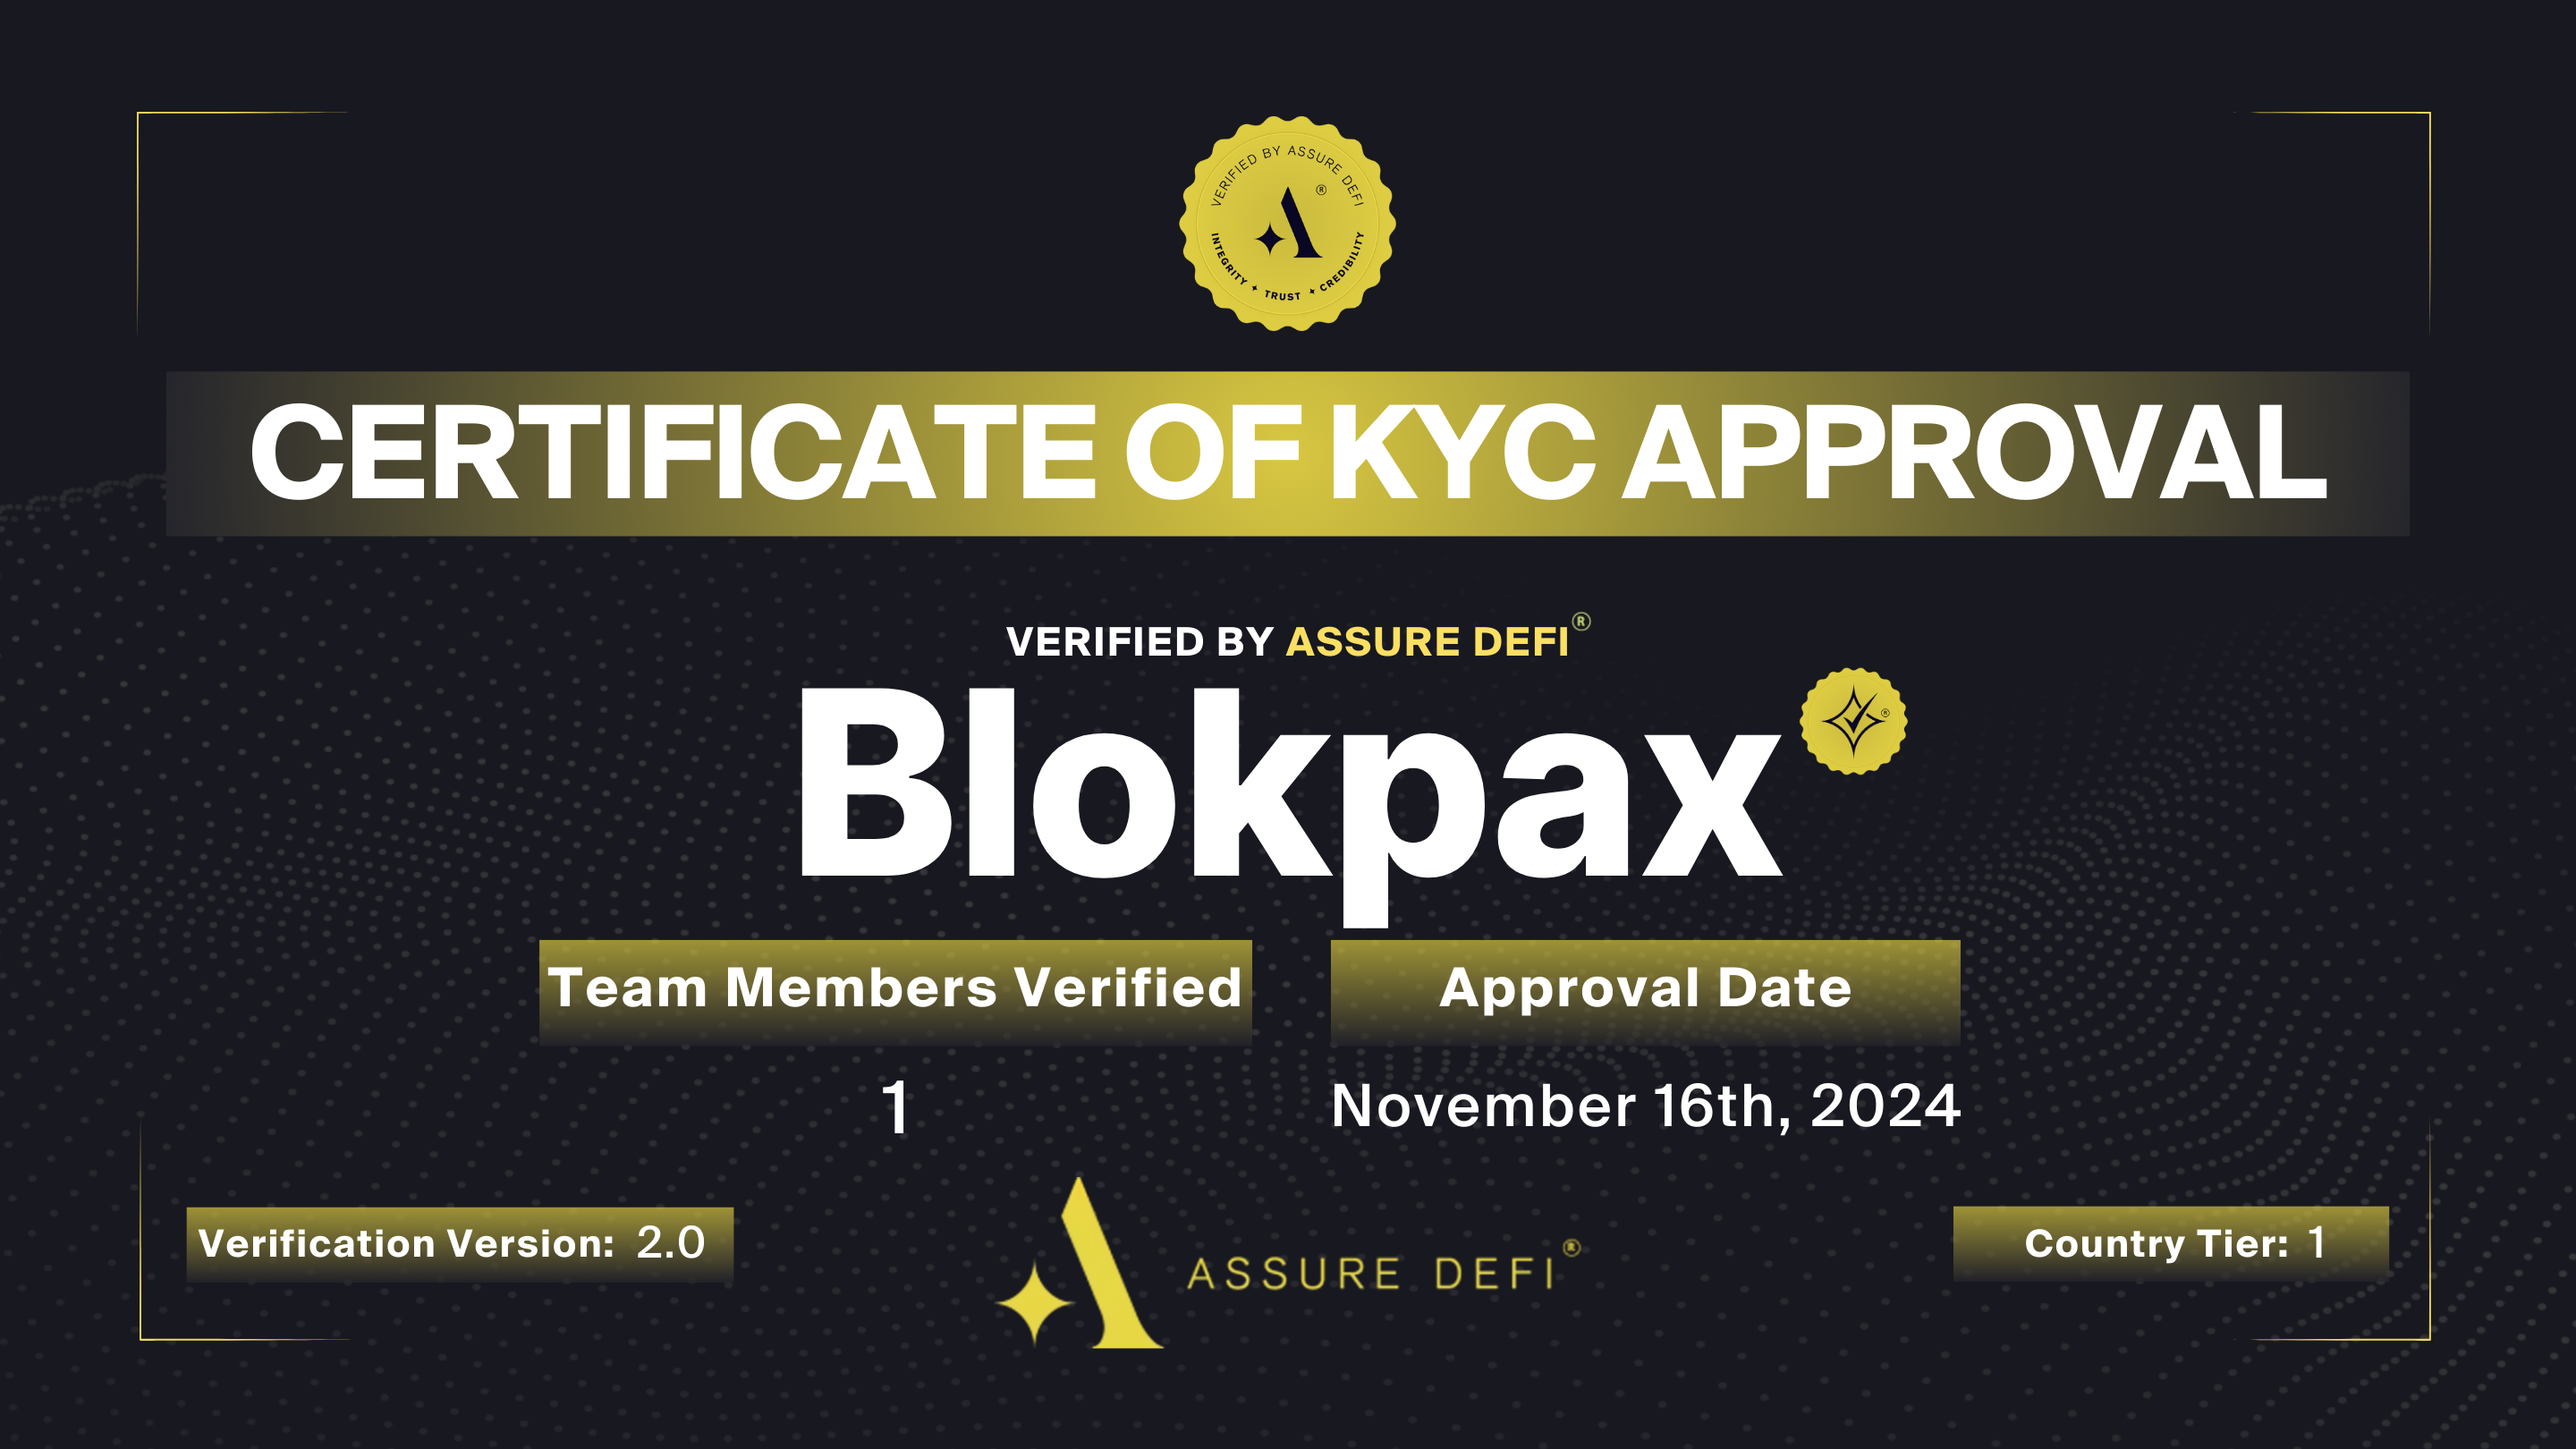 VERIFIED BY ASSURE DEFI
A ®
INTEGRITY ✦ TRUST ✦ CREDIBILITY
CERTIFICATE OF KYC APPROVAL
VERIFIED BY ASSURE DEFI®
Blokpax
®
Team Members Verified
Approval Date
1
November 16th, 2024
Verification Version: 2.0
ASSURE DEFI®
Country Tier: 1